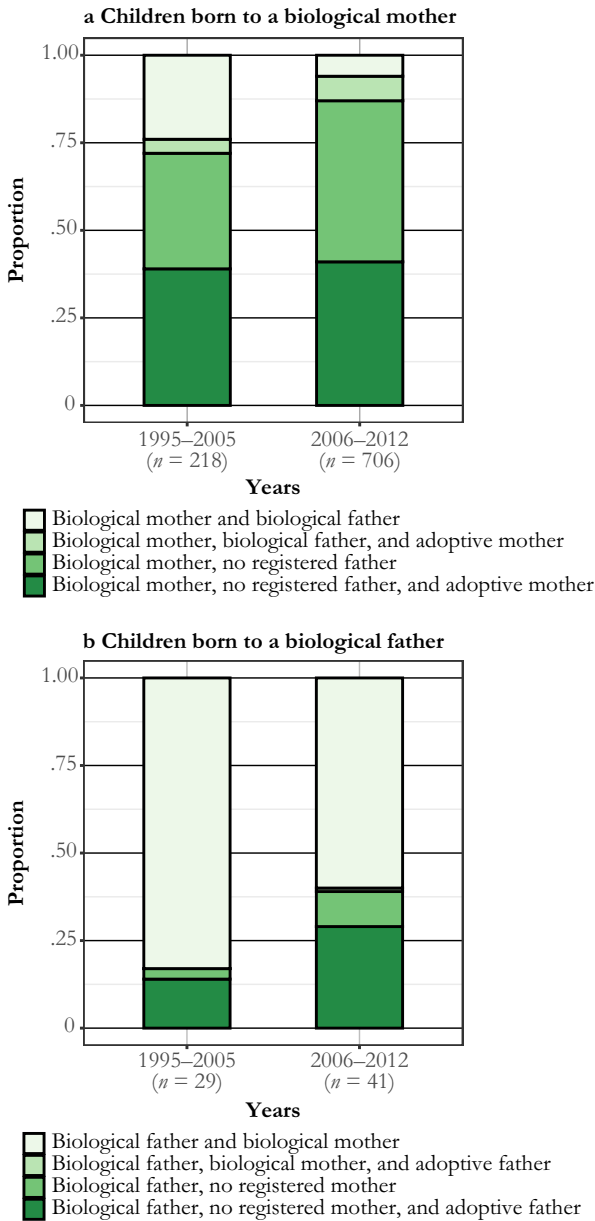 a Children born to a biological mother
1.00
.75
.50
.25
0
Proportion
1995–2005
(n = 218)
2006–2012
(n = 706)
Years
Biological mother and biological father
Biological mother, biological father, and adoptive mother
Biological mother, no registered father
Biological mother, no registered father, and adoptive mother
b Children born to a biological father
1.00
.75
.50
.25
0
Proportion
1995–2005
(n = 29)
2006–2012
(n = 41)
Years
Biological father and biological mother
Biological father, biological mother, and adoptive father
Biological father, no registered mother
Biological father, no registered mother, and adoptive father